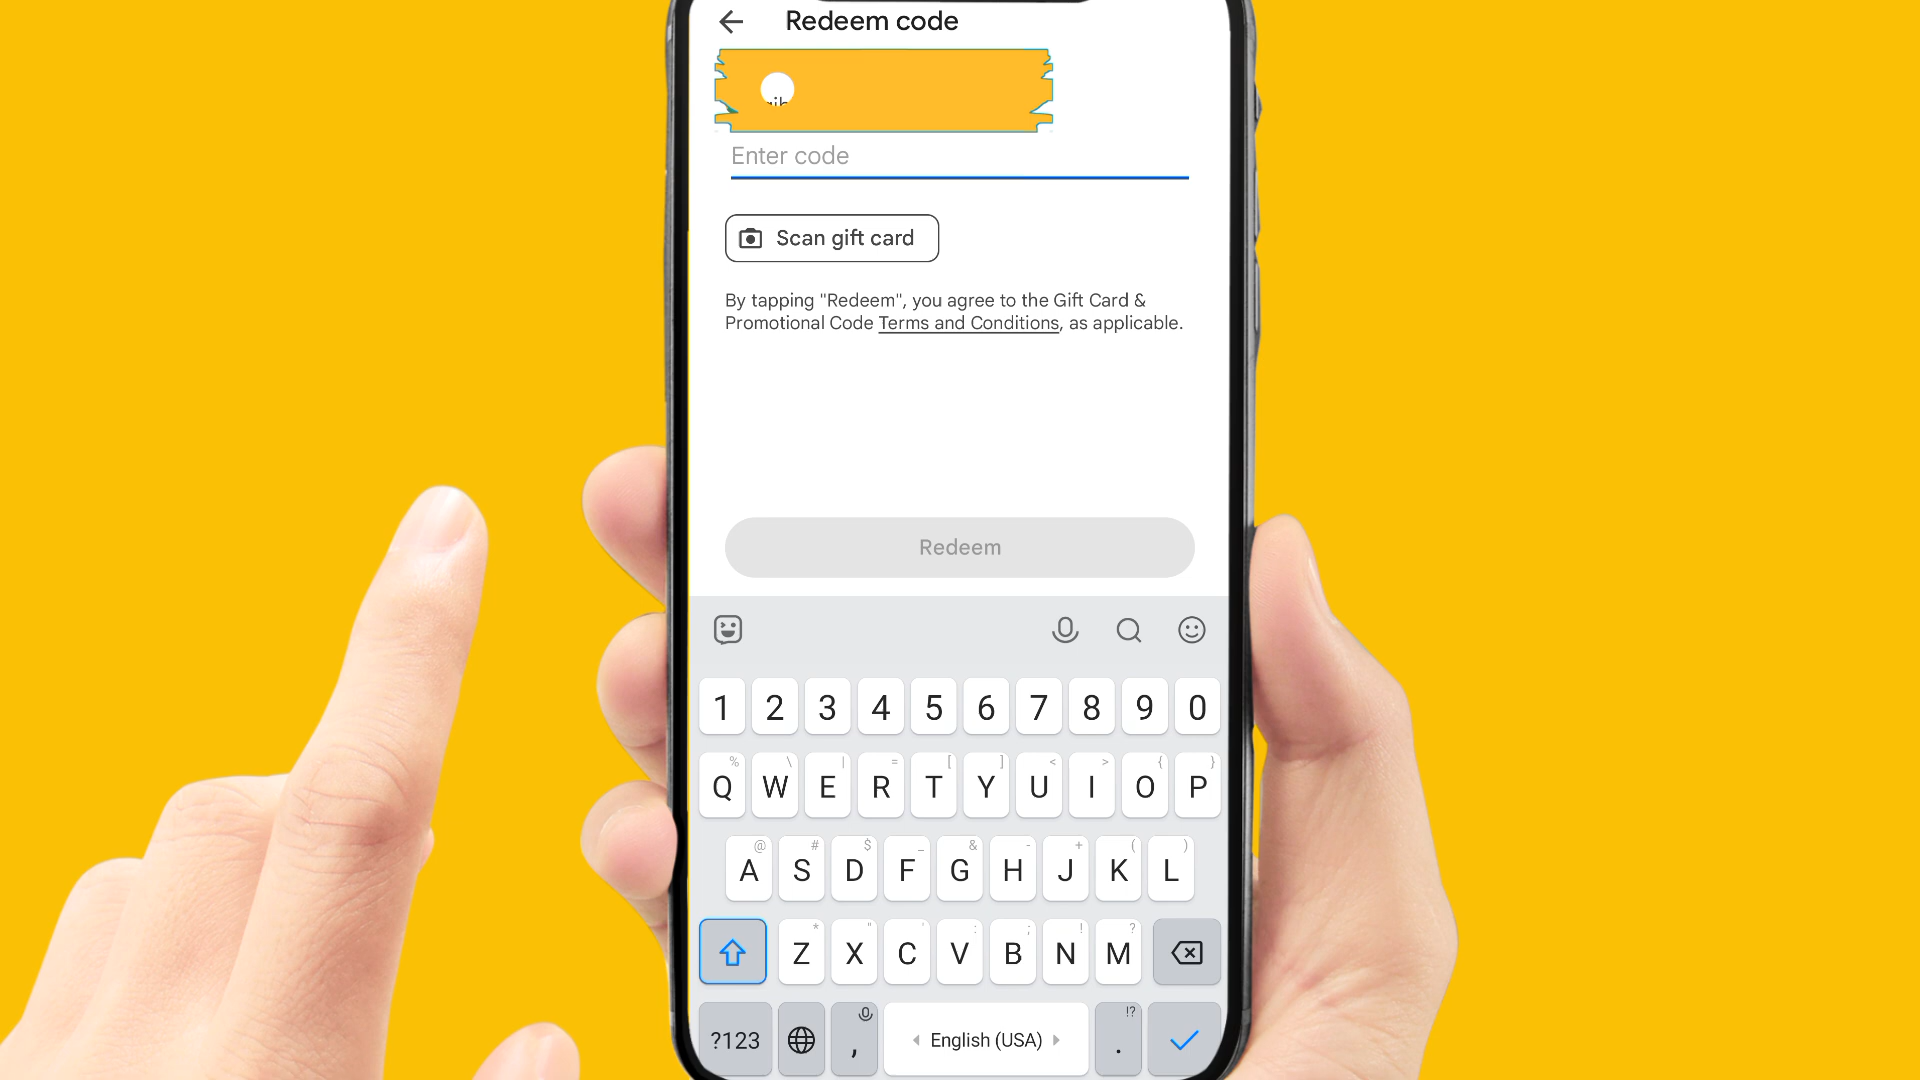 Redeem code
Enter code
Scan gift card
By tapping "Redeem", you agree to the Gift Card &
Promotional Code Terms and Conditions, as applicable.
Redeem
1 2 3 4 5 6 7 8 9 0
% \ | = [ ] < > { }
Q W E R T Y U I O P
@ # $ _ & - + ( )
A S D F G H J K L
* " ' : ; ! ?
Z X C V B N M
!?
?123 , English (USA) .